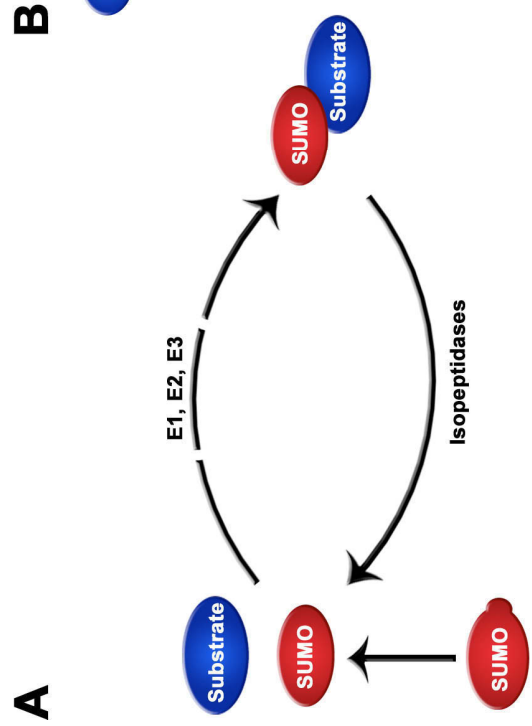 A
B
Substrate
SUMO
E1, E2, E3
SUMO
Substrate
Isopeptidases
SUMO